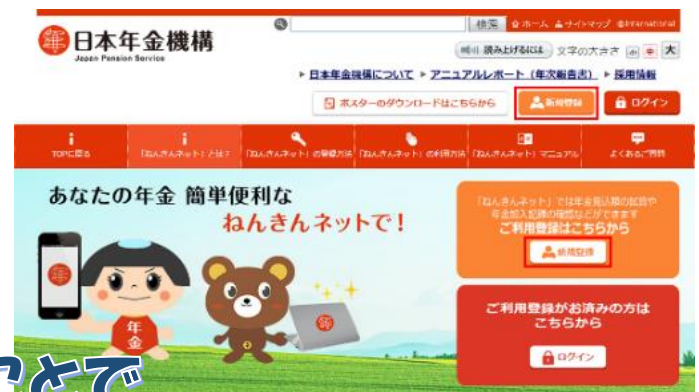 日本年金機構
Japan Pension Service
検索 ホーム サイトマップ International
読み上げるには 文字の大きさ 小 中 大
日本年金機構について アニュアルレポート（年次報告書） 採用情報
ポスターのダウンロードはこちらから 新規登録 ログイン
TOPに戻る 「ねんきんネット」とは？ 「ねんきんネット」の登録方法 「ねんきんネット」の利用方法 「ねんきんネット」マニュアル よくあるご質問
あなたの年金 簡単便利な
ねんきんネットで！
年金
「ねんきんネット」では年金見込額の試算や
年金加入記録の確認などができます
ご利用登録はこちらから
新規登録
ご利用登録がお済みの方は
こちらから
ログイン
とで